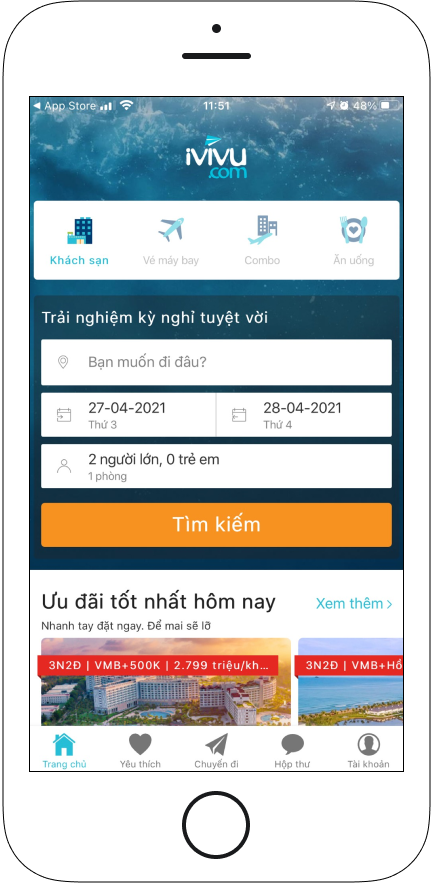 App Store
11:51
48%
iVIVU
.com
Khách sạn
Vé máy bay
Combo
Ăn uống
Trải nghiệm kỳ nghỉ tuyệt vời
Bạn muốn đi đâu?
27-04-2021
Thứ 3
28-04-2021
Thứ 4
2 người lớn, 0 trẻ em
1 phòng
Tìm kiếm
Ưu đãi tốt nhất hôm nay
Xem thêm
Nhanh tay đặt ngay. Để mai sẽ lỡ
3N2Đ | VMB+500K | 2.799 triệu/kh...
3N2Đ | VMB+Hồ
Trang chủ
Yêu thích
Chuyến đi
Hộp thư
Tài khoản